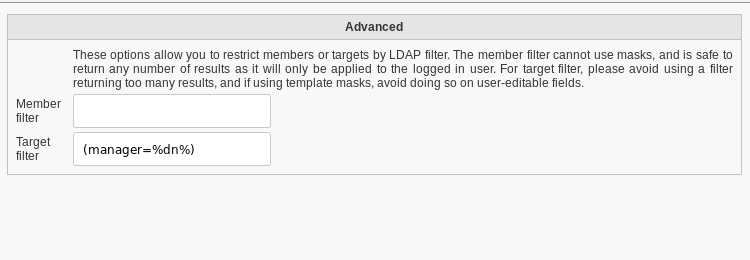 Advanced
These options allow you to restrict members or targets by LDAP filter. The member filter cannot use masks, and is safe to
return any number of results as it will only be applied to the logged in user. For target filter, please avoid using a filter
returning too many results, and if using template masks, avoid doing so on user-editable fields.
Member
filter
Target
filter
(manager=%dn%)